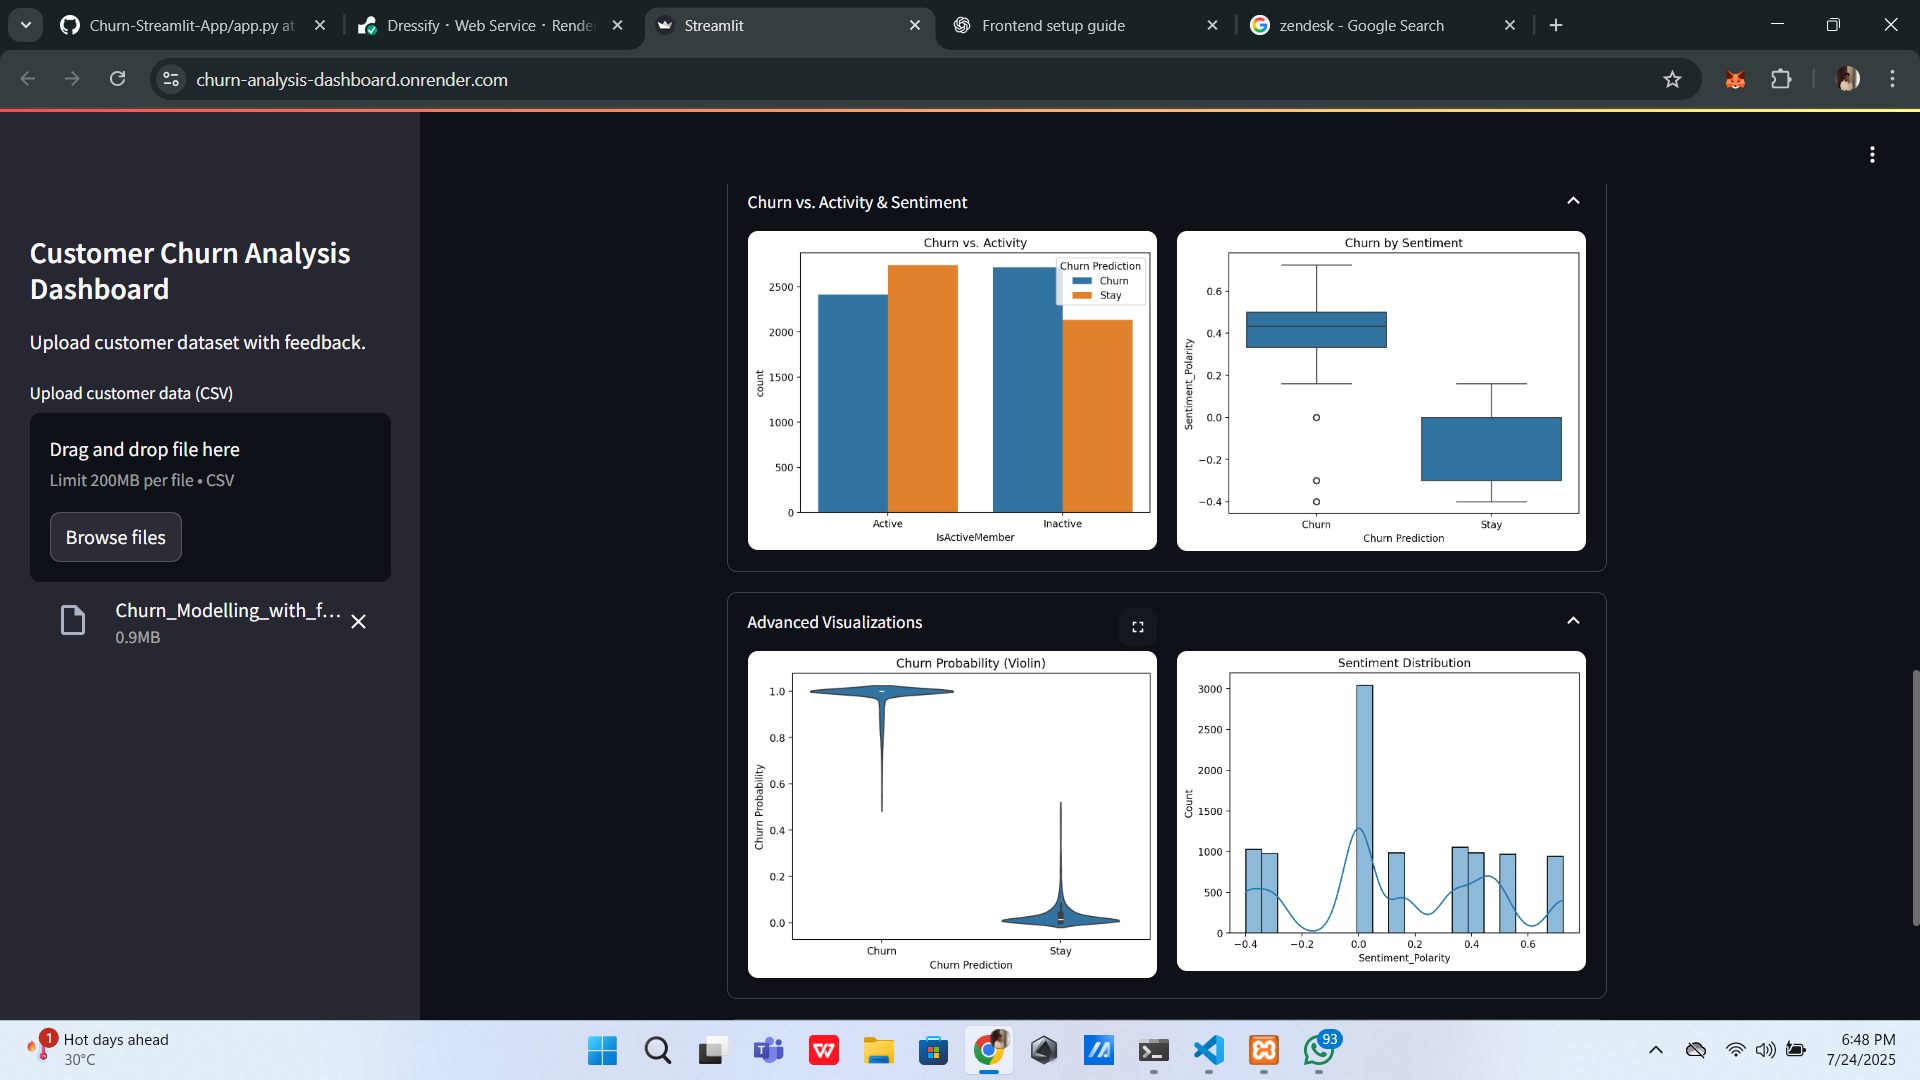 Churn-Streamlit-App/app.py at
Dressify · Web Service · Render
Streamlit
Frontend setup guide
zendesk - Google Search
churn-analysis-dashboard.onrender.com
Customer Churn Analysis
Dashboard
Upload customer dataset with feedback.
Upload customer data (CSV)
Drag and drop file here
Limit 200MB per file • CSV
Browse files
Churn_Modelling_with_f...
0.9MB
Churn vs. Activity & Sentiment
Churn vs. Activity
Churn Prediction
Churn
Stay
2500
2000
1500
1000
500
0
count
Active
Inactive
IsActiveMember
Churn by Sentiment
0.6
0.4
0.2
0.0
−0.2
−0.4
Sentiment_Polarity
Churn
Stay
Churn Prediction
Advanced Visualizations
Churn Probability (Violin)
1.0
0.8
0.6
0.4
0.2
0.0
Churn Probability
Churn
Stay
Churn Prediction
Sentiment Distribution
3000
2500
2000
1500
1000
500
0
Count
−0.4
−0.2
0.0
0.2
0.4
0.6
Sentiment_Polarity
1
Hot days ahead
30°C
93
6:48 PM
7/24/2025